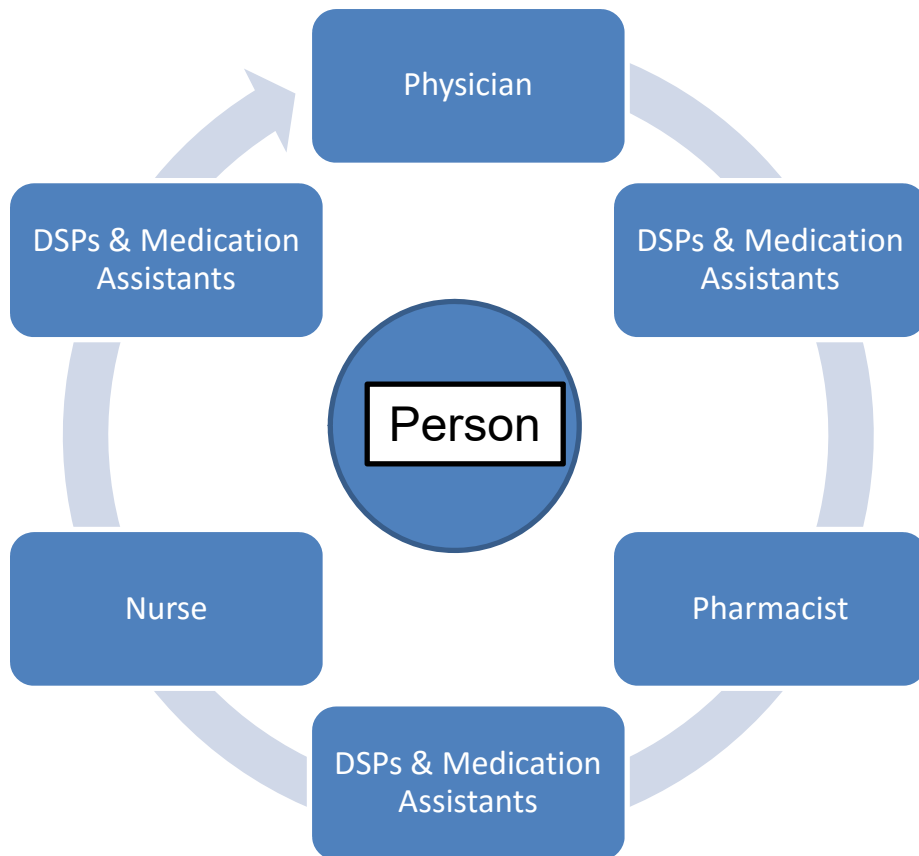 Physician
DSPs & Medication
Assistants
DSPs & Medication
Assistants
Person
Nurse
Pharmacist
DSPs & Medication
Assistants